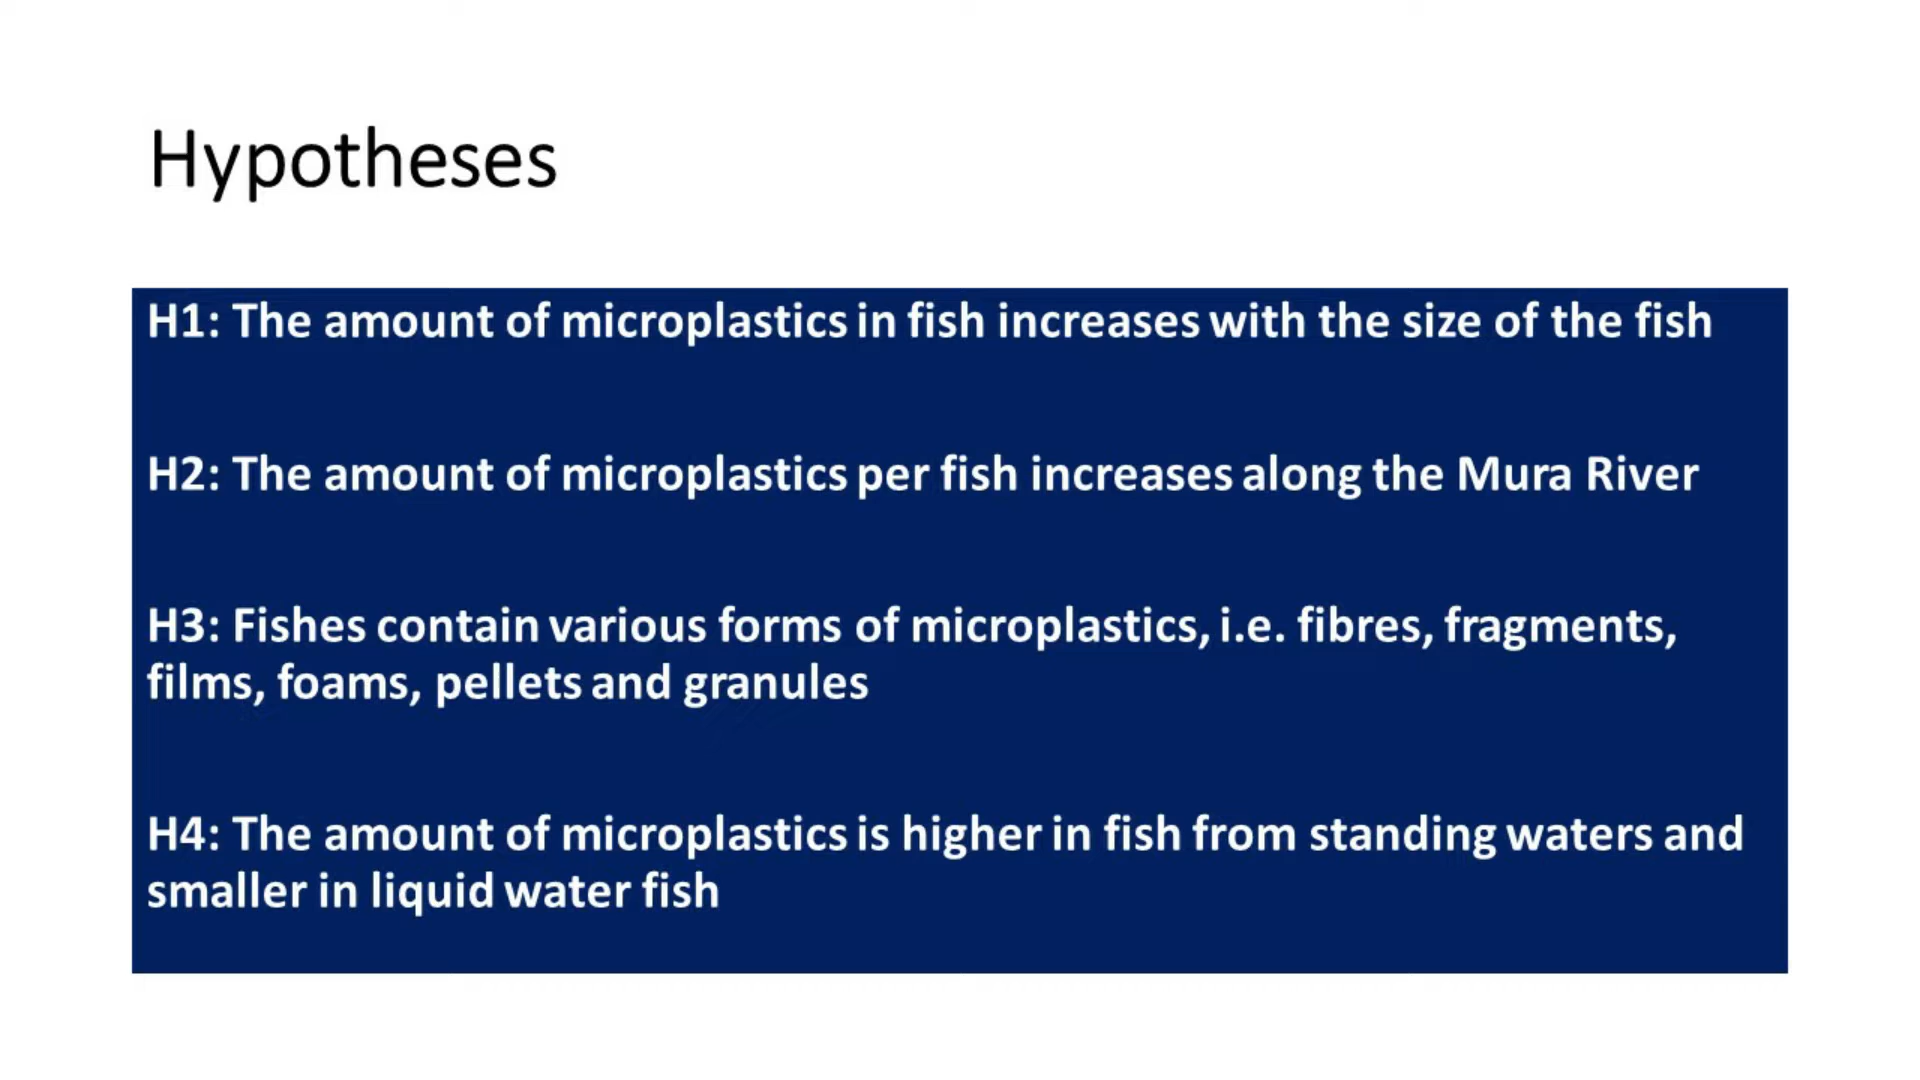 Hypotheses
H1: The amount of microplastics in fish increases with the size of the fish
H2: The amount of microplastics per fish increases along the Mura River
H3: Fishes contain various forms of microplastics, i.e. fibres, fragments,
films, foams, pellets and granules
H4: The amount of microplastics is higher in fish from standing waters and
smaller in liquid water fish